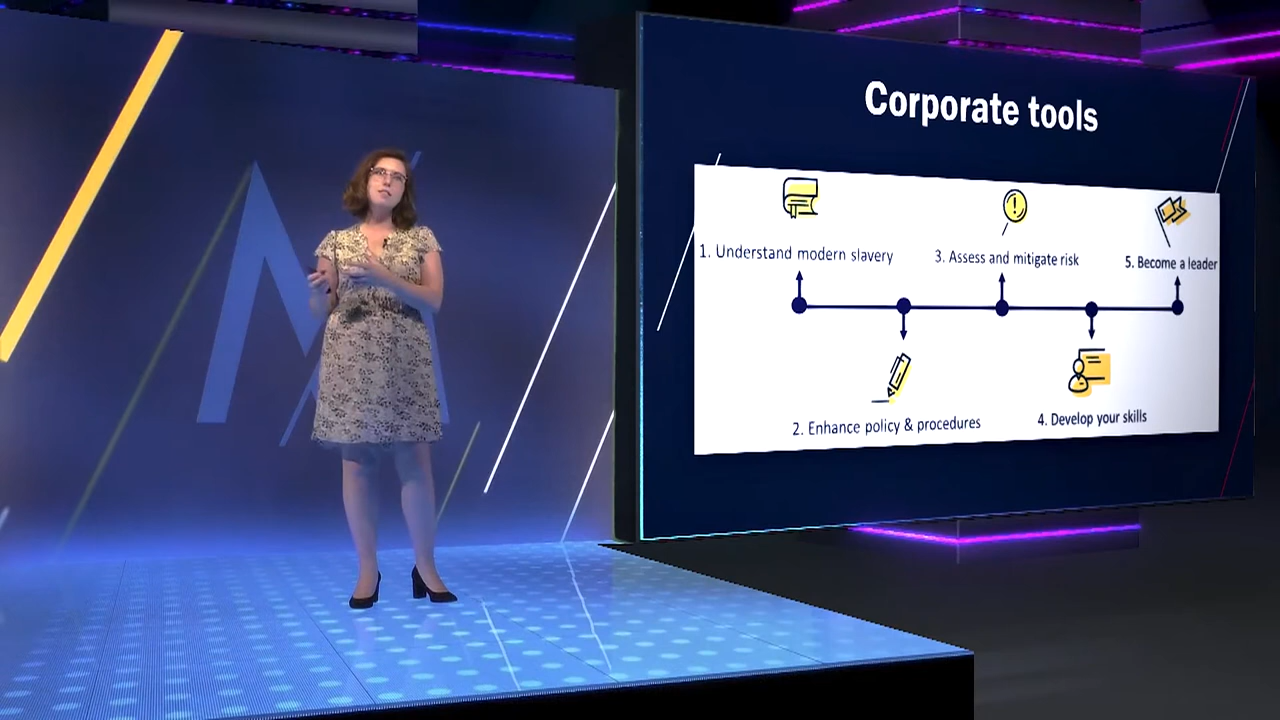 Corporate tools
1. Understand modern slavery
3. Assess and mitigate risk
5. Become a leader
2. Enhance policy & procedures
4. Develop your skills